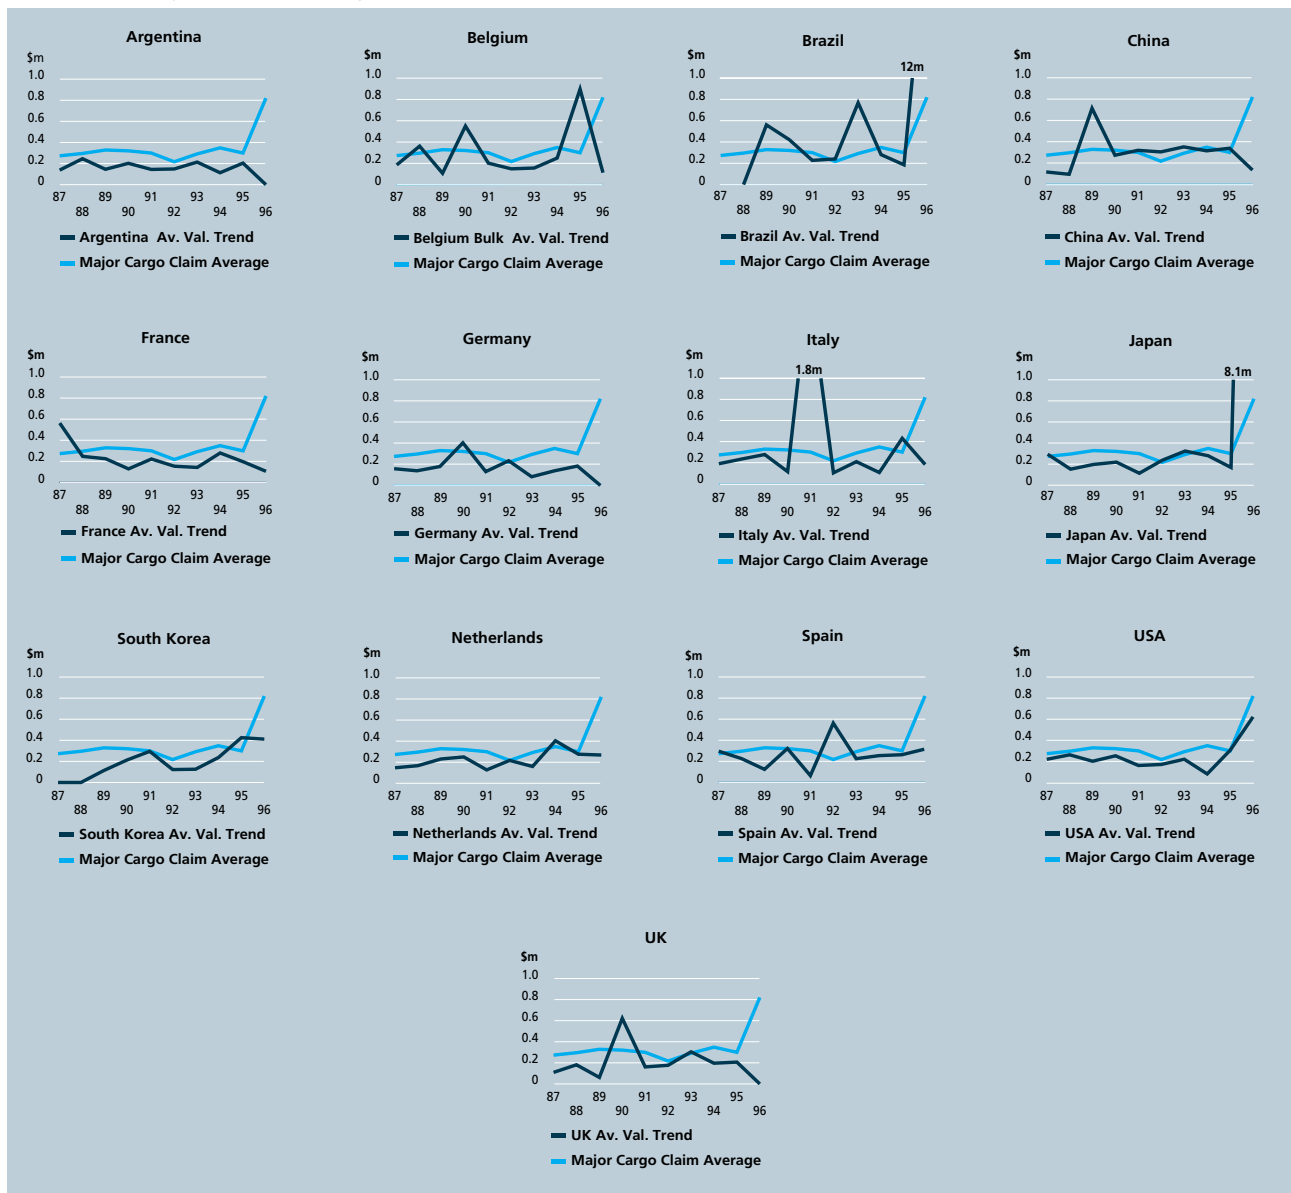 Argentina
$m
1.0
0.8
0.6
0.4
0.2
0
87 89 91 93 95
88 90 92 94 96
Argentina Av. Val. Trend
Major Cargo Claim Average
Belgium
$m
1.0
0.8
0.6
0.4
0.2
0
87 89 91 93 95
88 90 92 94 96
Belgium Bulk Av. Val. Trend
Major Cargo Claim Average
Brazil
$m
12m
1.0
0.8
0.6
0.4
0.2
0
87 89 91 93 95
88 90 92 94 96
Brazil Av. Val. Trend
Major Cargo Claim Average
China
$m
1.0
0.8
0.6
0.4
0.2
0
87 89 91 93 95
88 90 92 94 96
China Av. Val. Trend
Major Cargo Claim Average
France
$m
1.0
0.8
0.6
0.4
0.2
0
87 89 91 93 95
88 90 92 94 96
France Av. Val. Trend
Major Cargo Claim Average
Germany
$m
1.0
0.8
0.6
0.4
0.2
0
87 89 91 93 95
88 90 92 94 96
Germany Av. Val. Trend
Major Cargo Claim Average
Italy
$m
1.8m
1.0
0.8
0.6
0.4
0.2
0
87 89 91 93 95
88 90 92 94 96
Italy Av. Val. Trend
Major Cargo Claim Average
Japan
$m
8.1m
1.0
0.8
0.6
0.4
0.2
0
87 89 91 93 95
88 90 92 94 96
Japan Av. Val. Trend
Major Cargo Claim Average
South Korea
$m
1.0
0.8
0.6
0.4
0.2
0
87 89 91 93 95
88 90 92 94 96
South Korea Av. Val. Trend
Major Cargo Claim Average
Netherlands
$m
1.0
0.8
0.6
0.4
0.2
0
87 89 91 93 95
88 90 92 94 96
Netherlands Av. Val. Trend
Major Cargo Claim Average
Spain
$m
1.0
0.8
0.6
0.4
0.2
0
87 89 91 93 95
88 90 92 94 96
Spain Av. Val. Trend
Major Cargo Claim Average
USA
$m
1.0
0.8
0.6
0.4
0.2
0
87 89 91 93 95
88 90 92 94 96
USA Av. Val. Trend
Major Cargo Claim Average
UK
$m
1.0
0.8
0.6
0.4
0.2
0
87 89 91 93 95
88 90 92 94 96
UK Av. Val. Trend
Major Cargo Claim Average